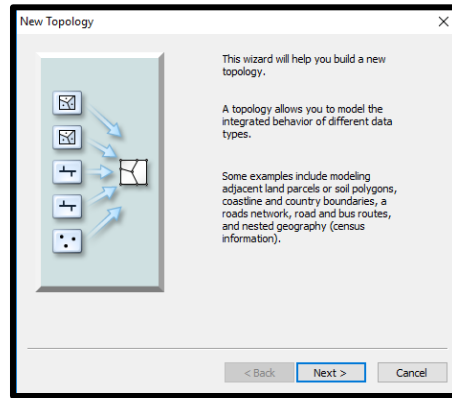 New Topology
This wizard will help you build a new
topology.
A topology allows you to model the
integrated behavior of different data
types.
Some examples include modeling
adjacent land parcels or soil polygons,
coastline and country boundaries, a
roads network, road and bus routes,
and nested geography (census
information).
< Back Next > Cancel